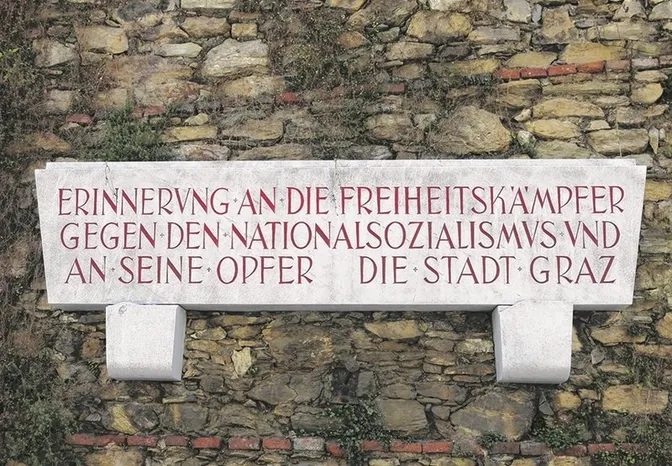 ERINNERVNG·AN·DIE·FREIHEITSKÄMPFER
GEGEN·DEN·NATIONALSOZIALISMVS·VND
AN·SEINE·OPFER DIE·STADT·GRAZ